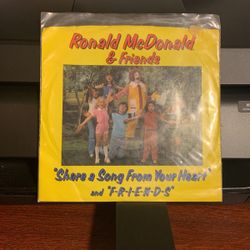 Ronald McDonald
& Friends
"Share a Song From Your Heart"
and "F-R-I-E-N-D-S"